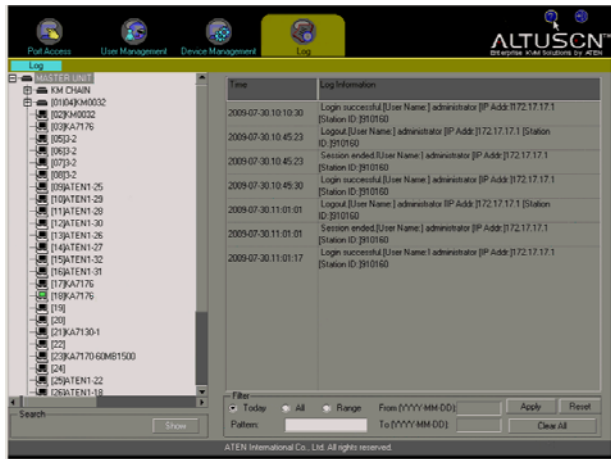 Port Access
User Management
Device Management
Log
ALTUSCN™
Enterprise KVM Solutions by ATEN
Log
MASTER UNIT
KM CHAIN
[01|04]KM0032
[02]KM0032
[03]KA7176
[05]3-2
[06]3-2
[07]3-2
[08]3-2
[09]ATEN1-25
[10]ATEN1-29
[11]ATEN1-28
[12]ATEN1-30
[13]ATEN1-26
[14]ATEN1-27
[15]ATEN1-32
[16]ATEN1-31
[17]KA7176
[18]KA7176
[19]
[20]
[21]KA7130-1
[22]
[23]KA7170-60MB1500
[24]
[25]ATEN1-22
[26]ATEN1-18
Search
Show
Time
Log Information
2009-07-30.10:10:30
Login successful.[User Name:] administrator [IP Addr:]172.17.17.1
[Station ID:]910160
2009-07-30.10:45:23
Logout.[User Name:] administrator [IP Addr:]172.17.17.1 [Station
ID:]910160
2009-07-30.10:45:23
Session ended.[User Name:] administrator [IP Addr:]172.17.17.1
[Station ID:]910160
2009-07-30.10:45:30
Login successful.[User Name:] administrator [IP Addr:]172.17.17.1
[Station ID:]910160
2009-07-30.11:01:01
Logout.[User Name:] administrator [IP Addr:]172.17.17.1 [Station
ID:]910160
2009-07-30.11:01:01
Session ended.[User Name:] administrator [IP Addr:]172.17.17.1
[Station ID:]910160
2009-07-30.11:01:17
Login successful.[User Name:] administrator [IP Addr:]172.17.17.1
[Station ID:]910160
Filter
Today
All
Range
From (YYYY-MM-DD):
Apply
Reset
Pattern:
To (YYYY-MM-DD):
Clear All
ATEN International Co., Ltd. All rights reserved.